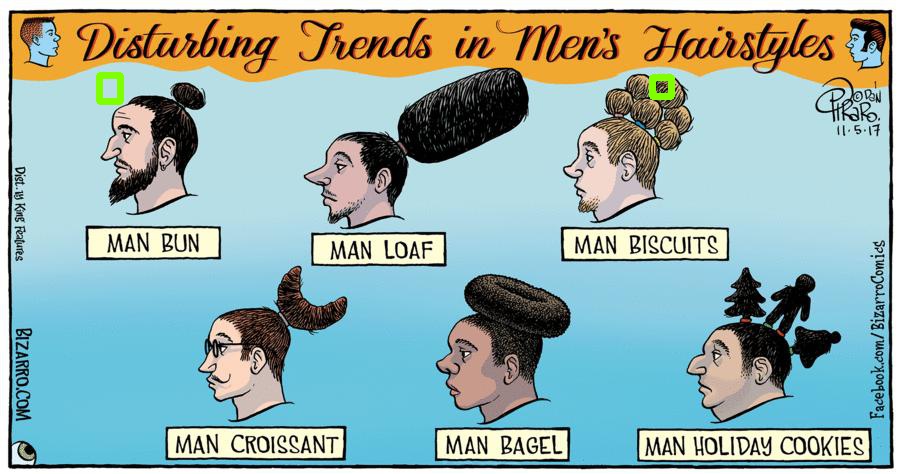 Disturbing Trends in Men's Hairstyles
© Dan
Piraro.
11.5.17
Dist. by King Features
MAN BUN
MAN LOAF
MAN BISCUITS
BIZARRO.COM
Facebook.com/BizarroComics
MAN CROISSANT
MAN BAGEL
MAN HOLIDAY COOKIES